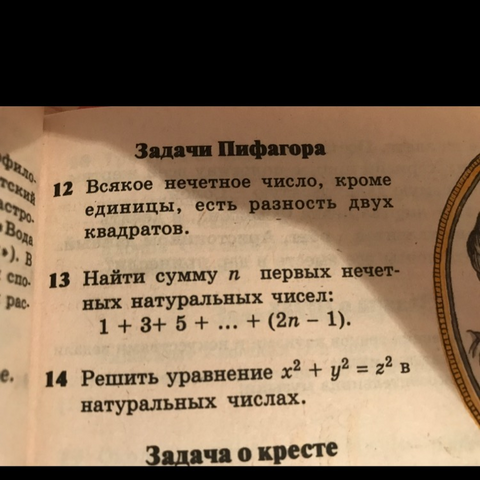 Задачи Пифагора
12 Всякое нечетное число, кроме
единицы, есть разность двух
квадратов.
13 Найти сумму n первых нечет-
ных натуральных чисел:
1 + 3+ 5 + ... + (2n − 1).
14 Решить уравнение x² + y² = z² в
натуральных числах.
Задача о кресте